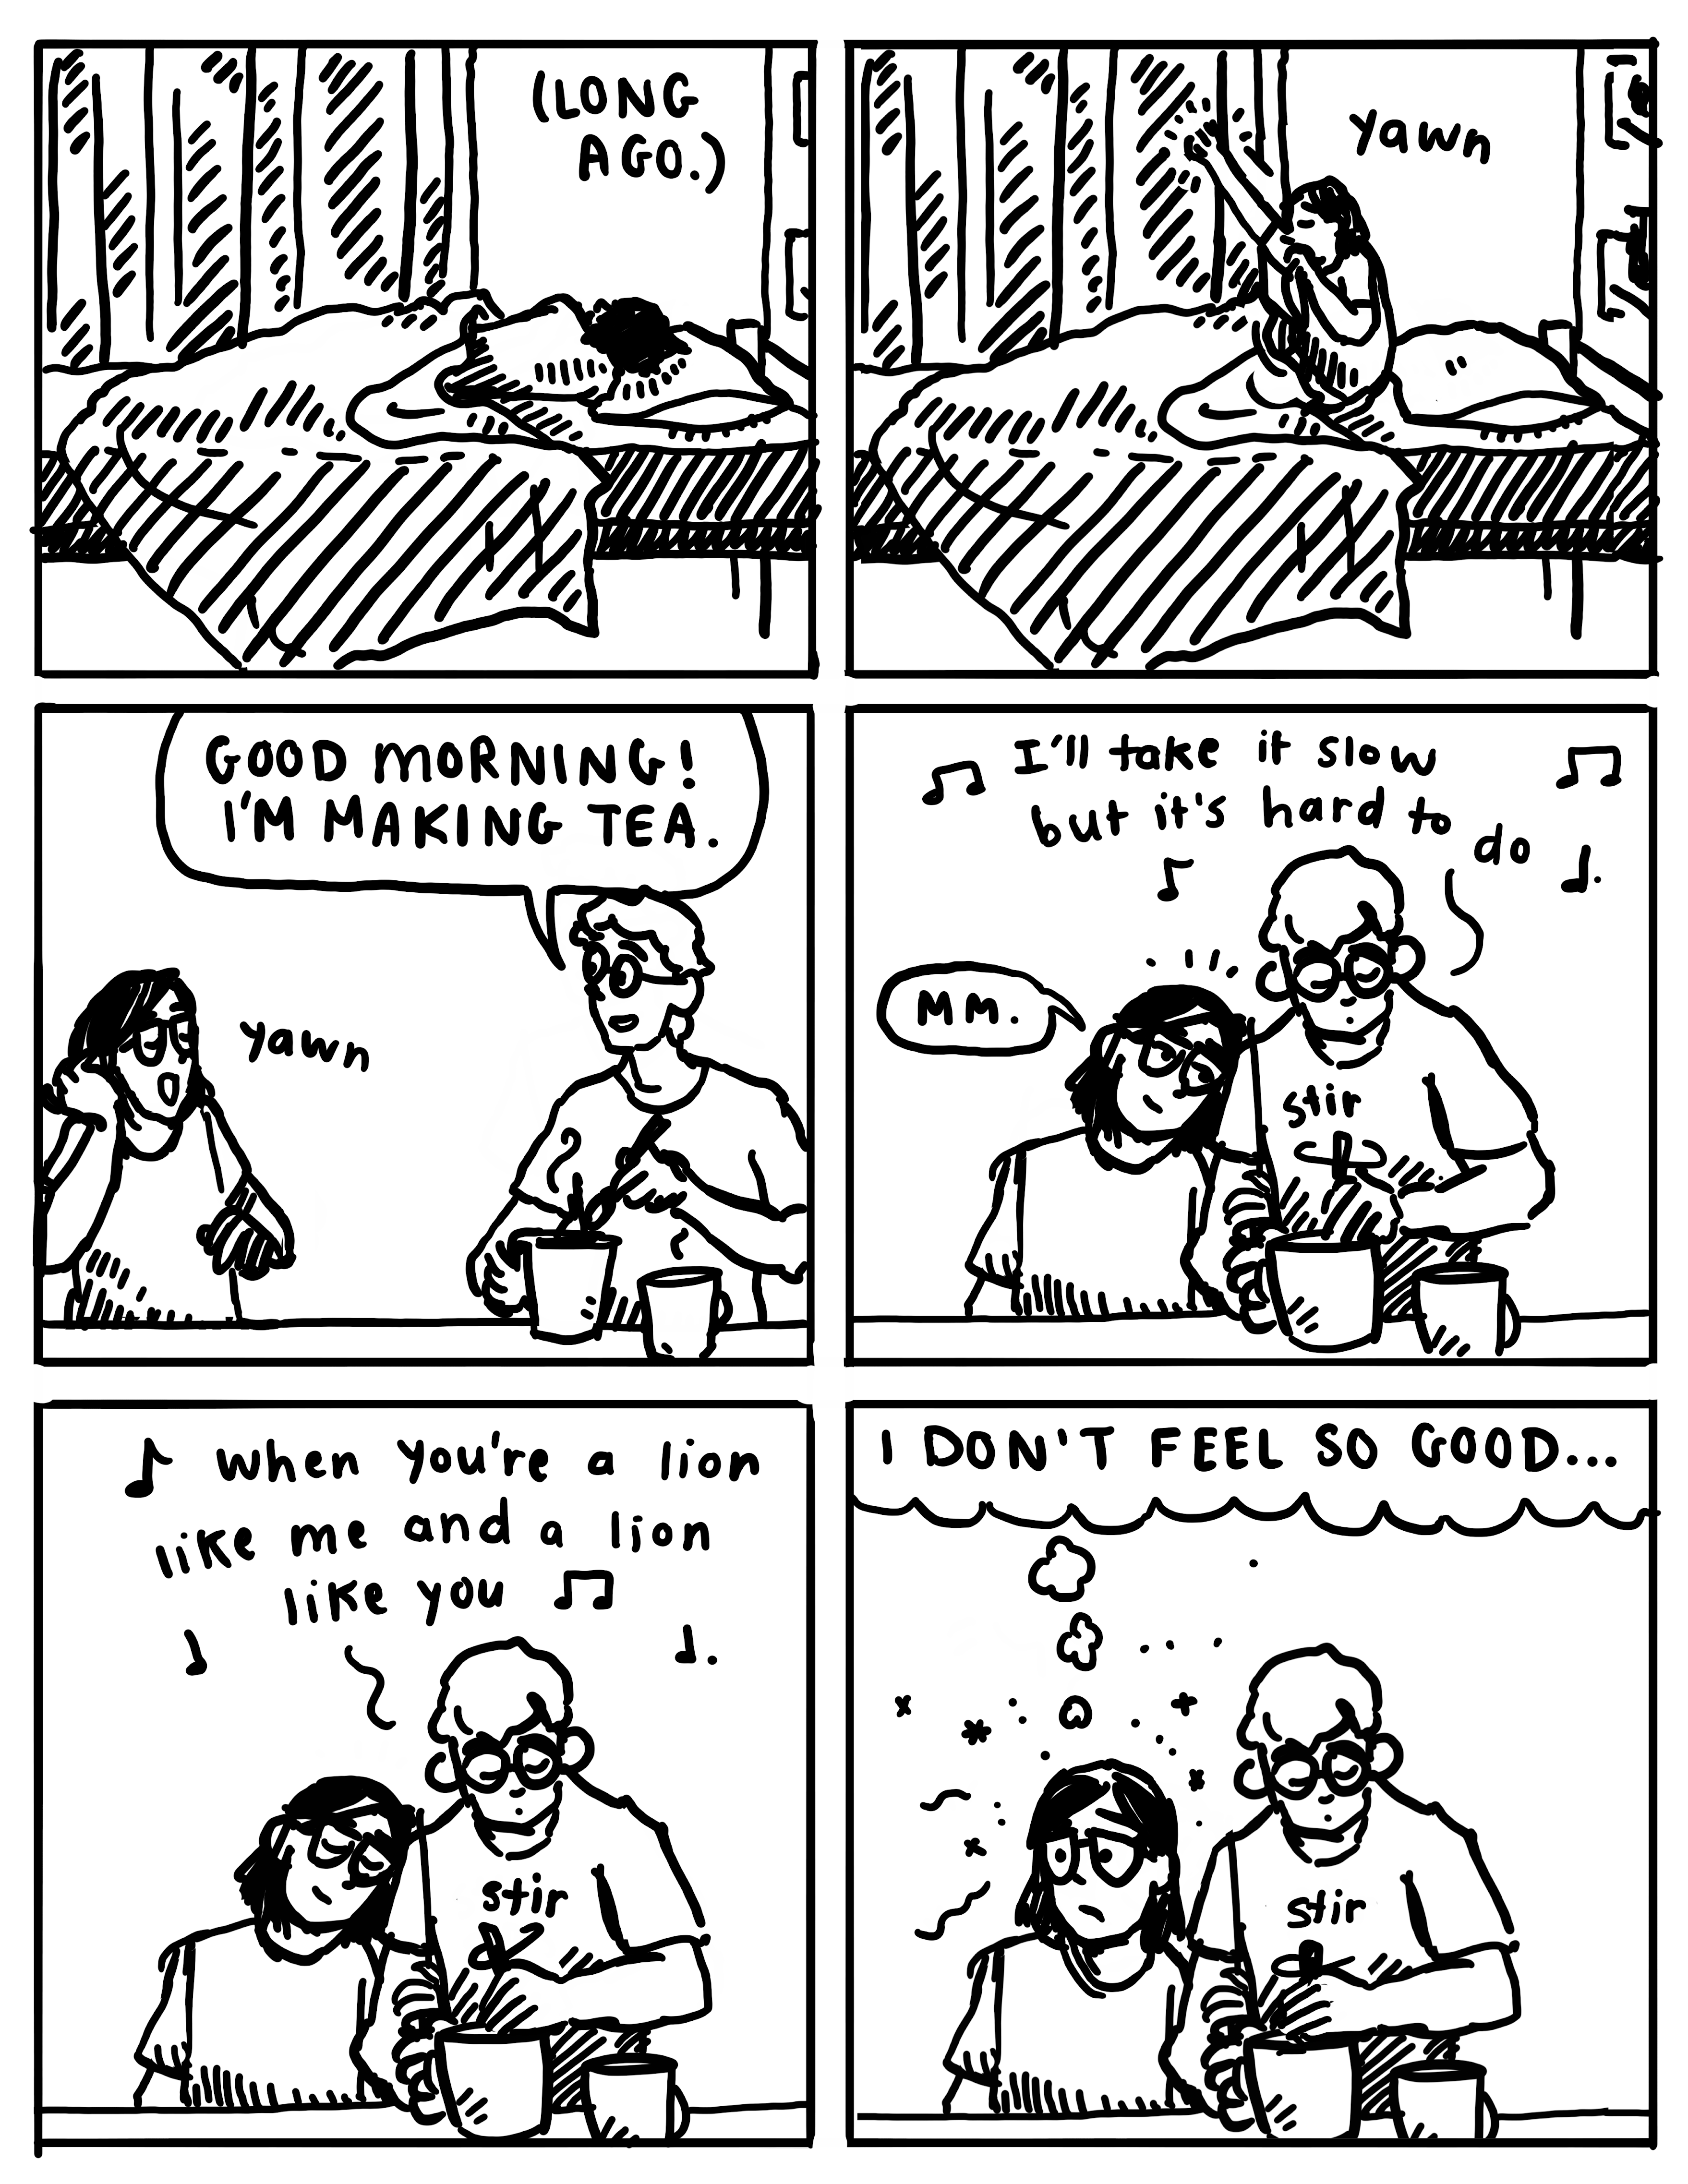 (LONG
AGO.)
yawn
GOOD MORNING!
I'M MAKING TEA.
yawn
I'll take it slow
but it's hard to do
MM.
stir
when you're a lion
like me and a lion
like you
stir
I DON'T FEEL SO GOOD...
stir